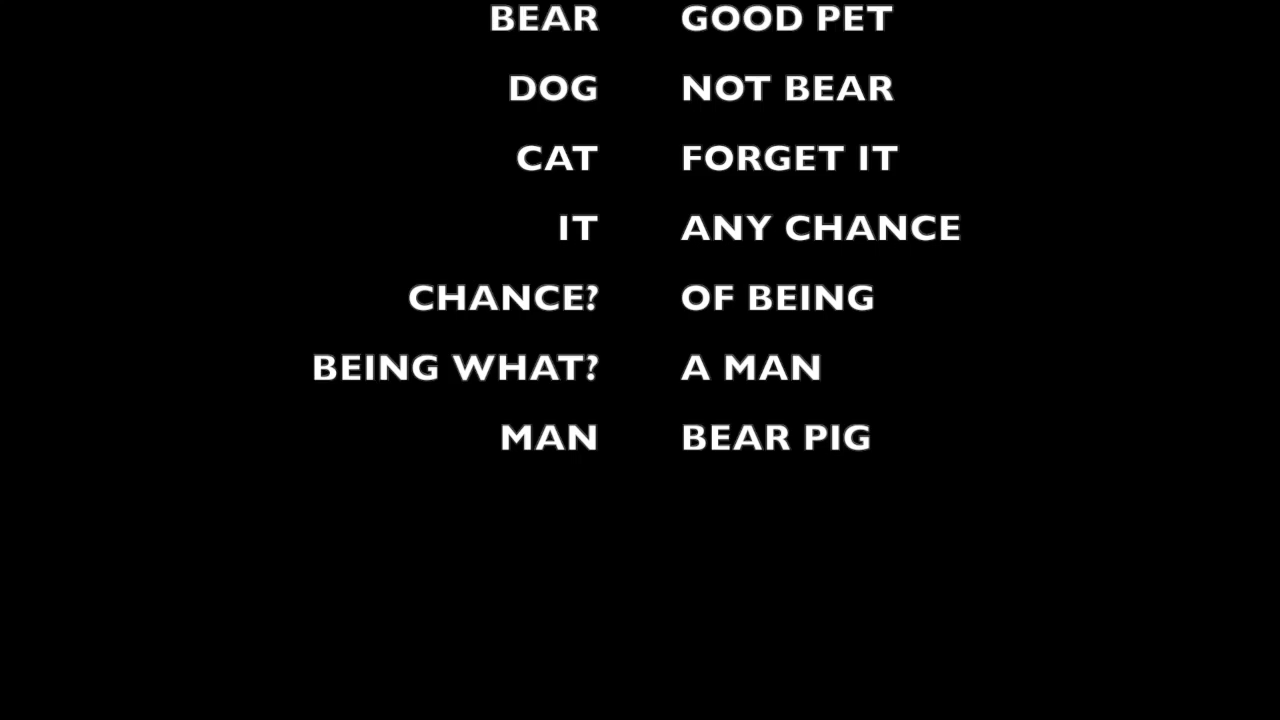 BEAR GOOD PET
DOG NOT BEAR
CAT FORGET IT
IT ANY CHANCE
CHANCE? OF BEING
BEING WHAT? A MAN
MAN BEAR PIG